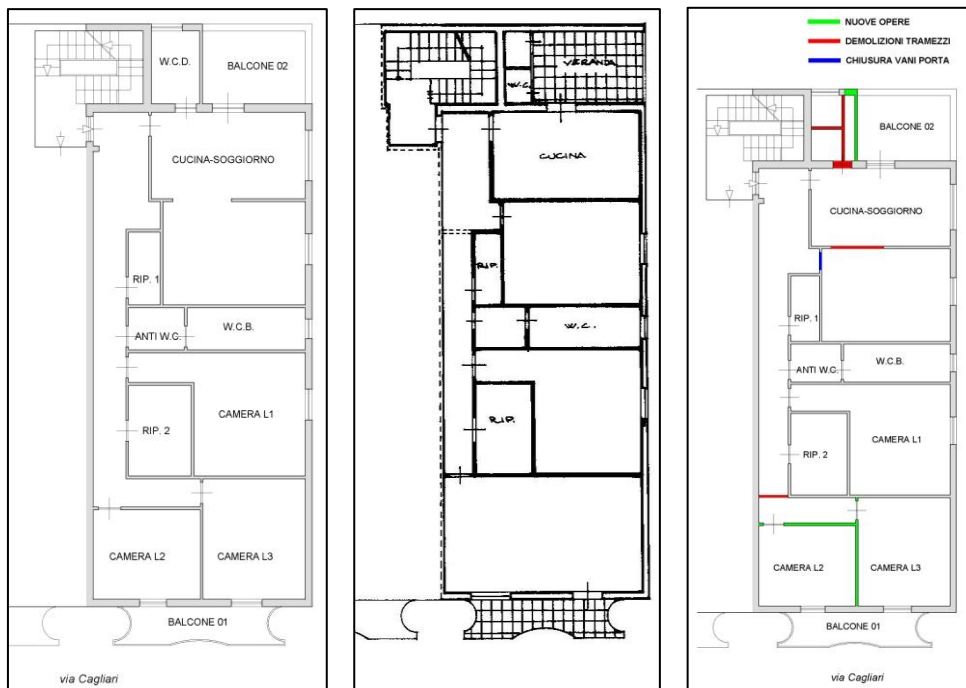 W.C.D.
BALCONE 02
CUCINA-SOGGIORNO
RIP. 1
ANTI W.C.
W.C.B.
CAMERA L1
RIP. 2
CAMERA L2
CAMERA L3
BALCONE 01
via Cagliari
VERANDA
W.C.
CUCINA
RIP.
W.C.
RIP.
NUOVE OPERE
DEMOLIZIONI TRAMEZZI
CHIUSURA VANI PORTA
BALCONE 02
CUCINA-SOGGIORNO
RIP. 1
ANTI W.C.
W.C.B.
CAMERA L1
RIP. 2
CAMERA L2
CAMERA L3
BALCONE 01
via Cagliari